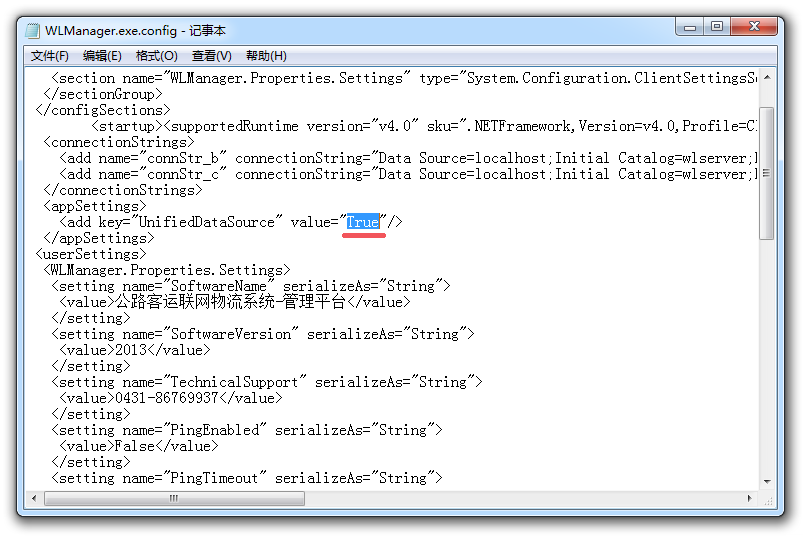 WLManager.exe.config - 记事本
文件(F) 编辑(E) 格式(O) 查看(V) 帮助(H)
<section name="WLManager.Properties.Settings" type="System.Configuration.ClientSettingsSe
</sectionGroup>
</configSections>
<startup><supportedRuntime version="v4.0" sku=".NETFramework,Version=v4.0,Profile=Cl
<connectionStrings>
<add name="connStr_b" connectionString="Data Source=localhost;Initial Catalog=wlserver;
<add name="connStr_c" connectionString="Data Source=localhost;Initial Catalog=wlserver;
</connectionStrings>
<appSettings>
<add key="UnifiedDataSource" value="True"/>
</appSettings>
<userSettings>
<WLManager.Properties.Settings>
<setting name="SoftwareName" serializeAs="String">
<value>公路客运联网物流系统-管理平台</value>
</setting>
<setting name="SoftwareVersion" serializeAs="String">
<value>2013</value>
</setting>
<setting name="TechnicalSupport" serializeAs="String">
<value>0431-86769937</value>
</setting>
<setting name="PingEnabled" serializeAs="String">
<value>False</value>
</setting>
<setting name="PingTimeout" serializeAs="String">